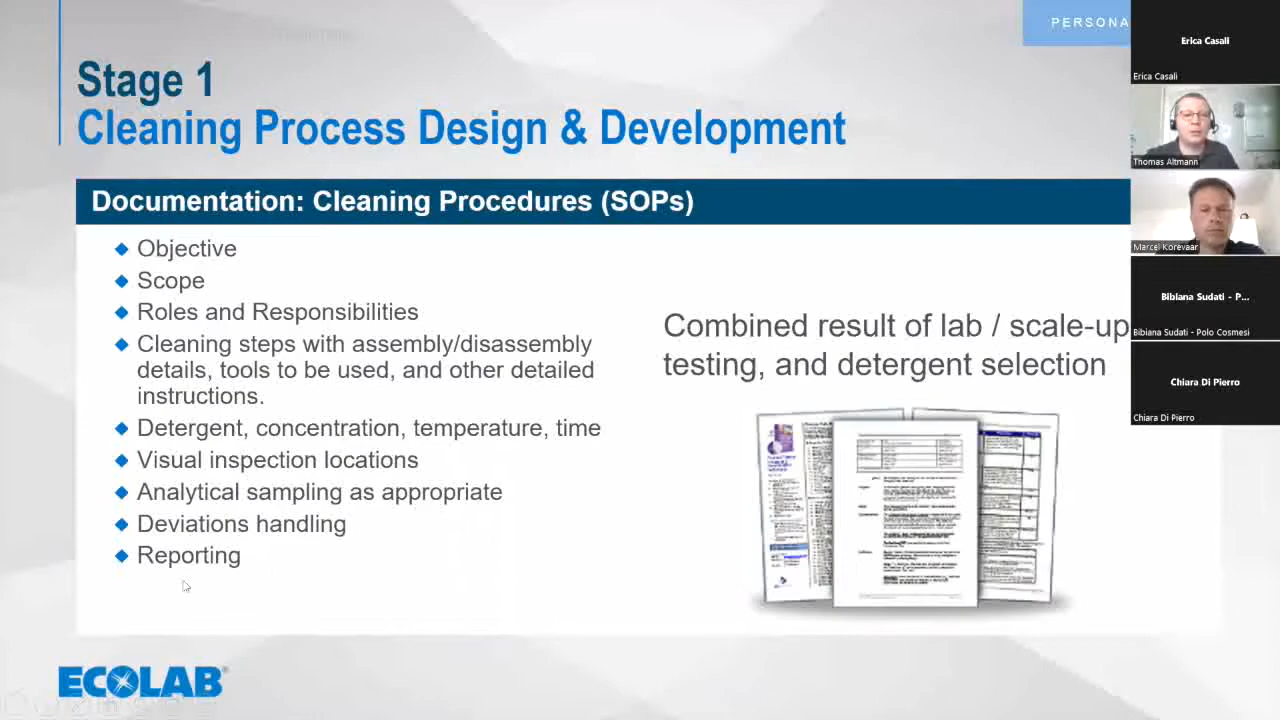 PERSONA
Stage 1
Cleaning Process Design & Development
Documentation: Cleaning Procedures (SOPs)
Objective
Scope
Roles and Responsibilities
Cleaning steps with assembly/disassembly
details, tools to be used, and other detailed
instructions.
Detergent, concentration, temperature, time
Visual inspection locations
Analytical sampling as appropriate
Deviations handling
Reporting
Combined result of lab / scale-up
testing, and detergent selection
ECOLAB®
Erica Casali
Erica Casali
Thomas Altmann
Marcel Korevaar
Bibiana Sudati - P...
Bibiana Sudati - Polo Cosmesi
Chiara Di Pierro
Chiara Di Pierro